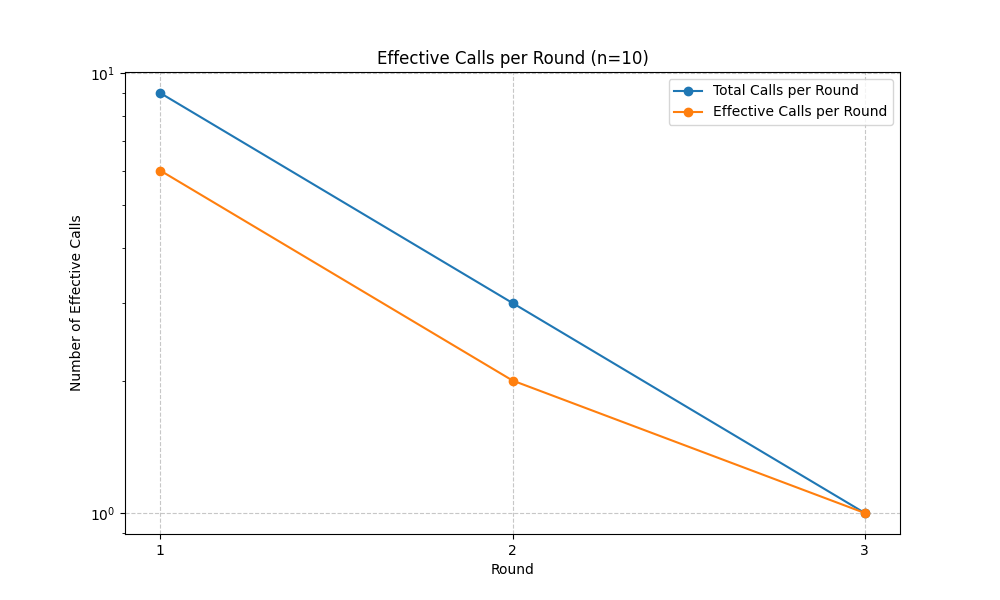 Effective Calls per Round (n=10)
Total Calls per Round
Effective Calls per Round
Number of Effective Calls
10¹
10⁰
1 2 3
Round